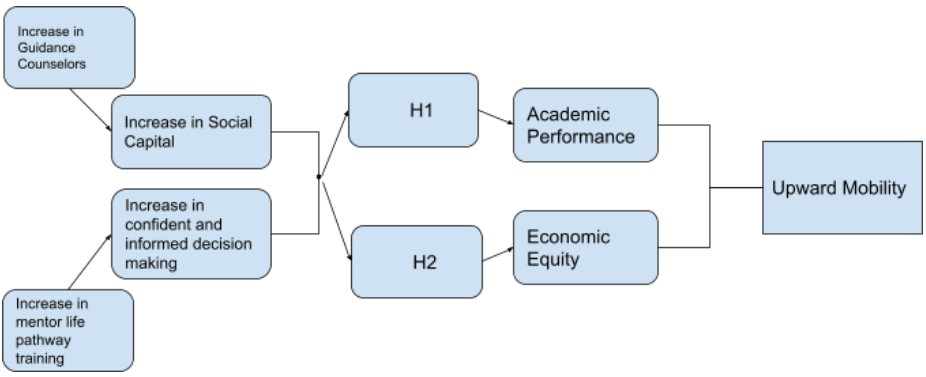 Increase in
Guidance
Counselors
Increase in Social
Capital
Increase in
confident and
informed decision
making
Increase in
mentor life
pathway
training
H1
H2
Academic
Performance
Economic
Equity
Upward Mobility